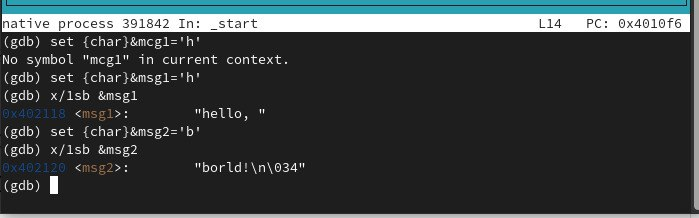 native process 391842 In: _start L14 PC: 0x4010f6
(gdb) set {char}&mcg1='h'
No symbol "mcg1" in current context.
(gdb) set {char}&msg1='h'
(gdb) x/1sb &msg1
0x402118 <msg1>: "hello, "
(gdb) set {char}&msg2='b'
(gdb) x/1sb &msg2
0x402120 <msg2>: "borld!\n\034"
(gdb)